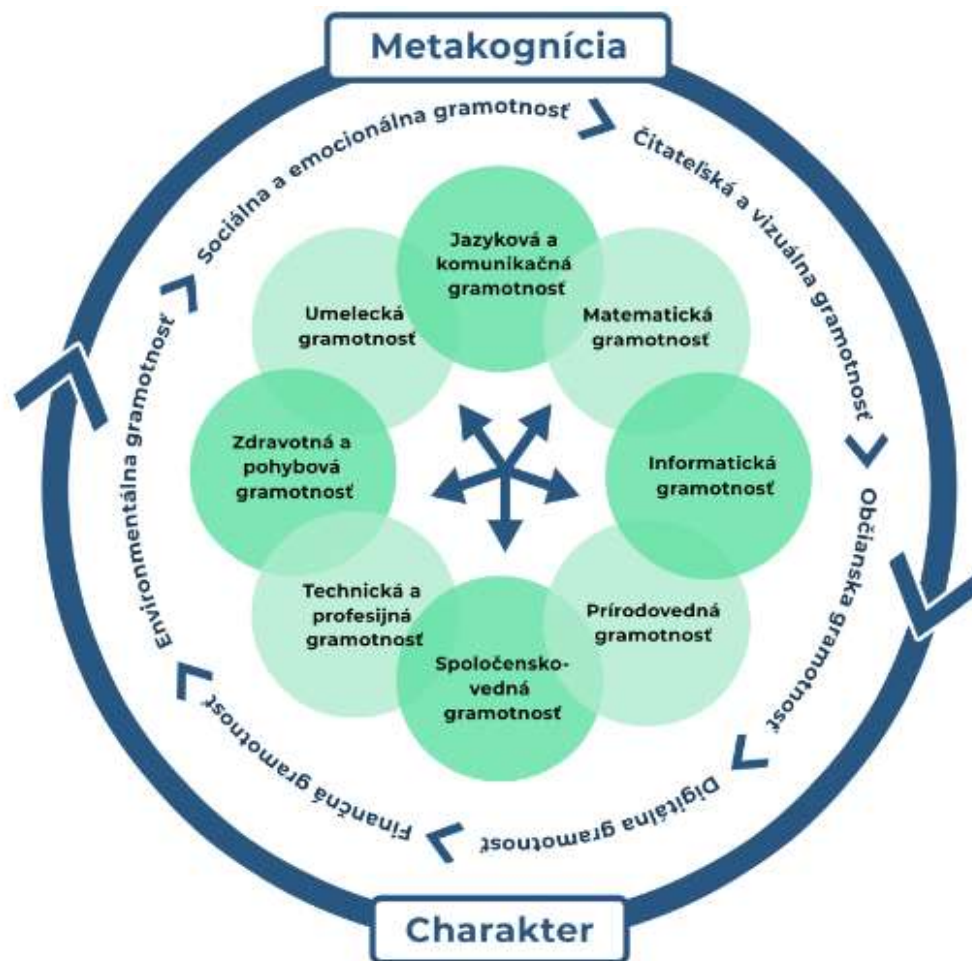 Metakognícia
Sociálna a emocionálna gramotnosť
Čitateľská a vizuálna gramotnosť
Občianska gramotnosť
Digitálna gramotnosť
Finančná gramotnosť
Environmentálna gramotnosť
Jazyková a
komunikačná
gramotnosť
Matematická
gramotnosť
Informatická
gramotnosť
Prírodovedná
gramotnosť
Spoločensko-
vedná
gramotnosť
Technická a
profesijná
gramotnosť
Zdravotná a
pohybová
gramotnosť
Umelecká
gramotnosť
Charakter